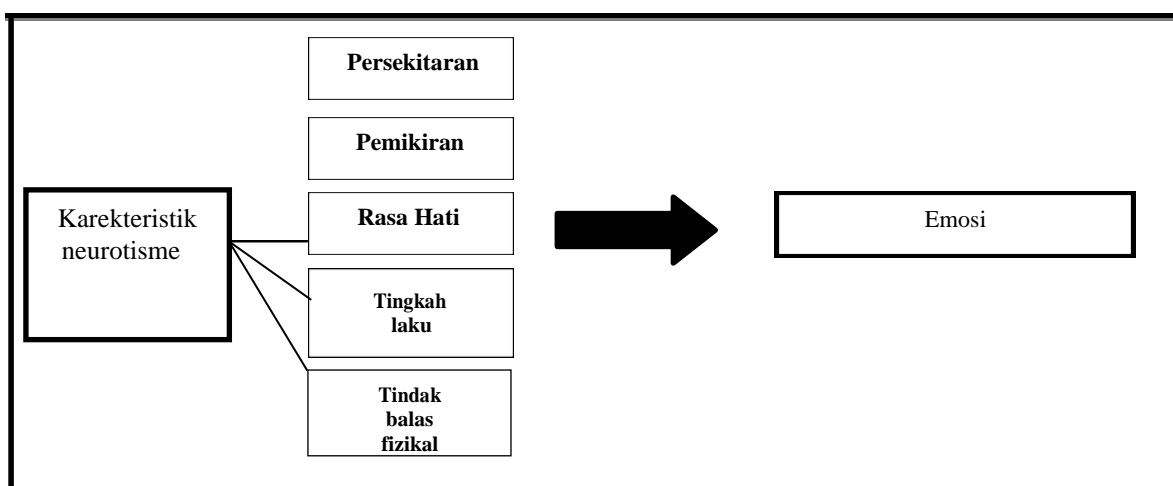 Persekitaran
Pemikiran
Karekteristik
neurotisme
Rasa Hati
Emosi
Tingkah
laku
Tindak
balas
fizikal